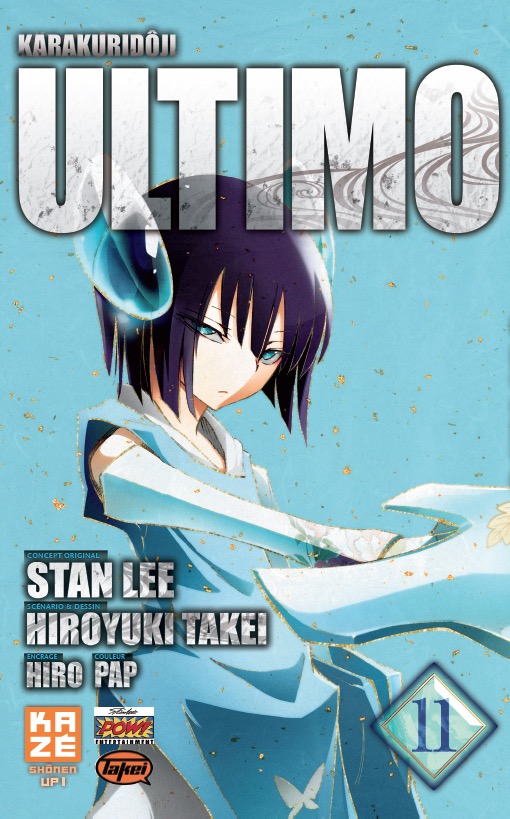 KARAKURIDÔJI
ULTIMO
CONCEPT ORIGINAL
STAN LEE
SCÉNARIO & DESSIN
HIROYUKI TAKEI
ENCRAGE COULEUR
HIRO PAP
KAZÉ
SHÔNEN UP!
POW!
ENTERTAINMENT
Takei
11